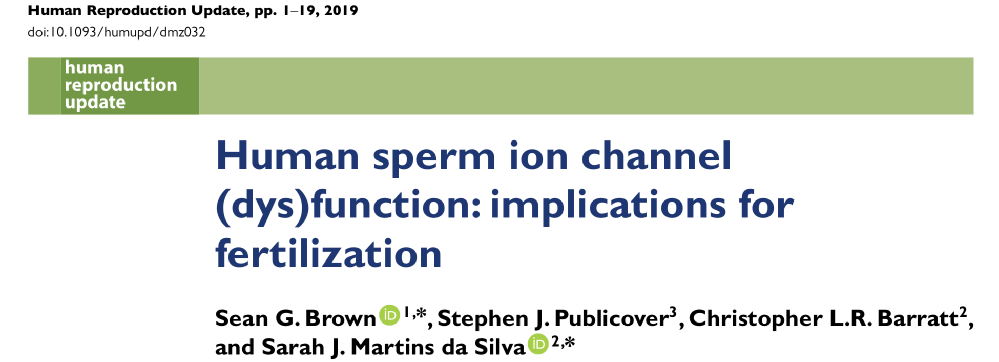 Human Reproduction Update, pp. 1–19, 2019
doi:10.1093/humupd/dmz032
human
reproduction
update
Human sperm ion channel
(dys)function: implications for
fertilization
Sean G. Brown iD 1,*, Stephen J. Publicover3, Christopher L.R. Barratt2,
and Sarah J. Martins da Silva iD 2,*